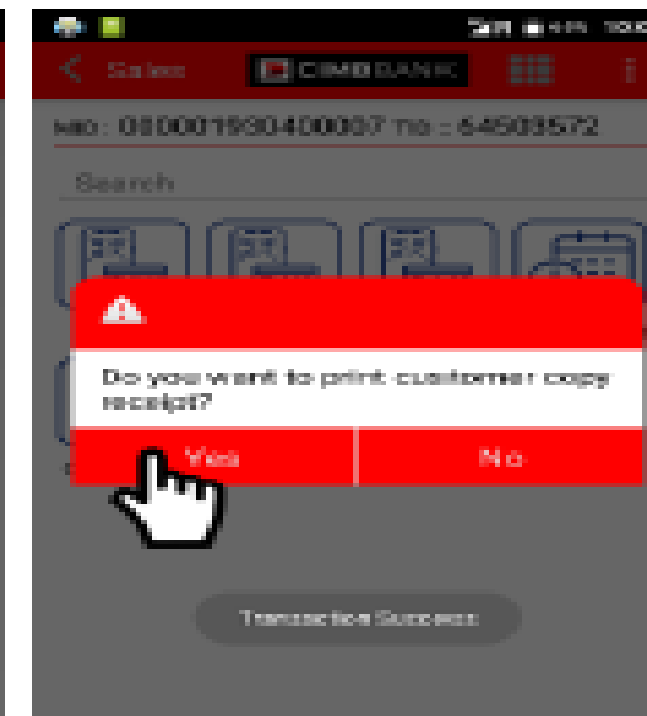 Sales
CIMB BANK
MID : 000001930400007 TID : 64503572
Search
Do you want to print customer copy
receipt?
Yes
No
Transaction Success